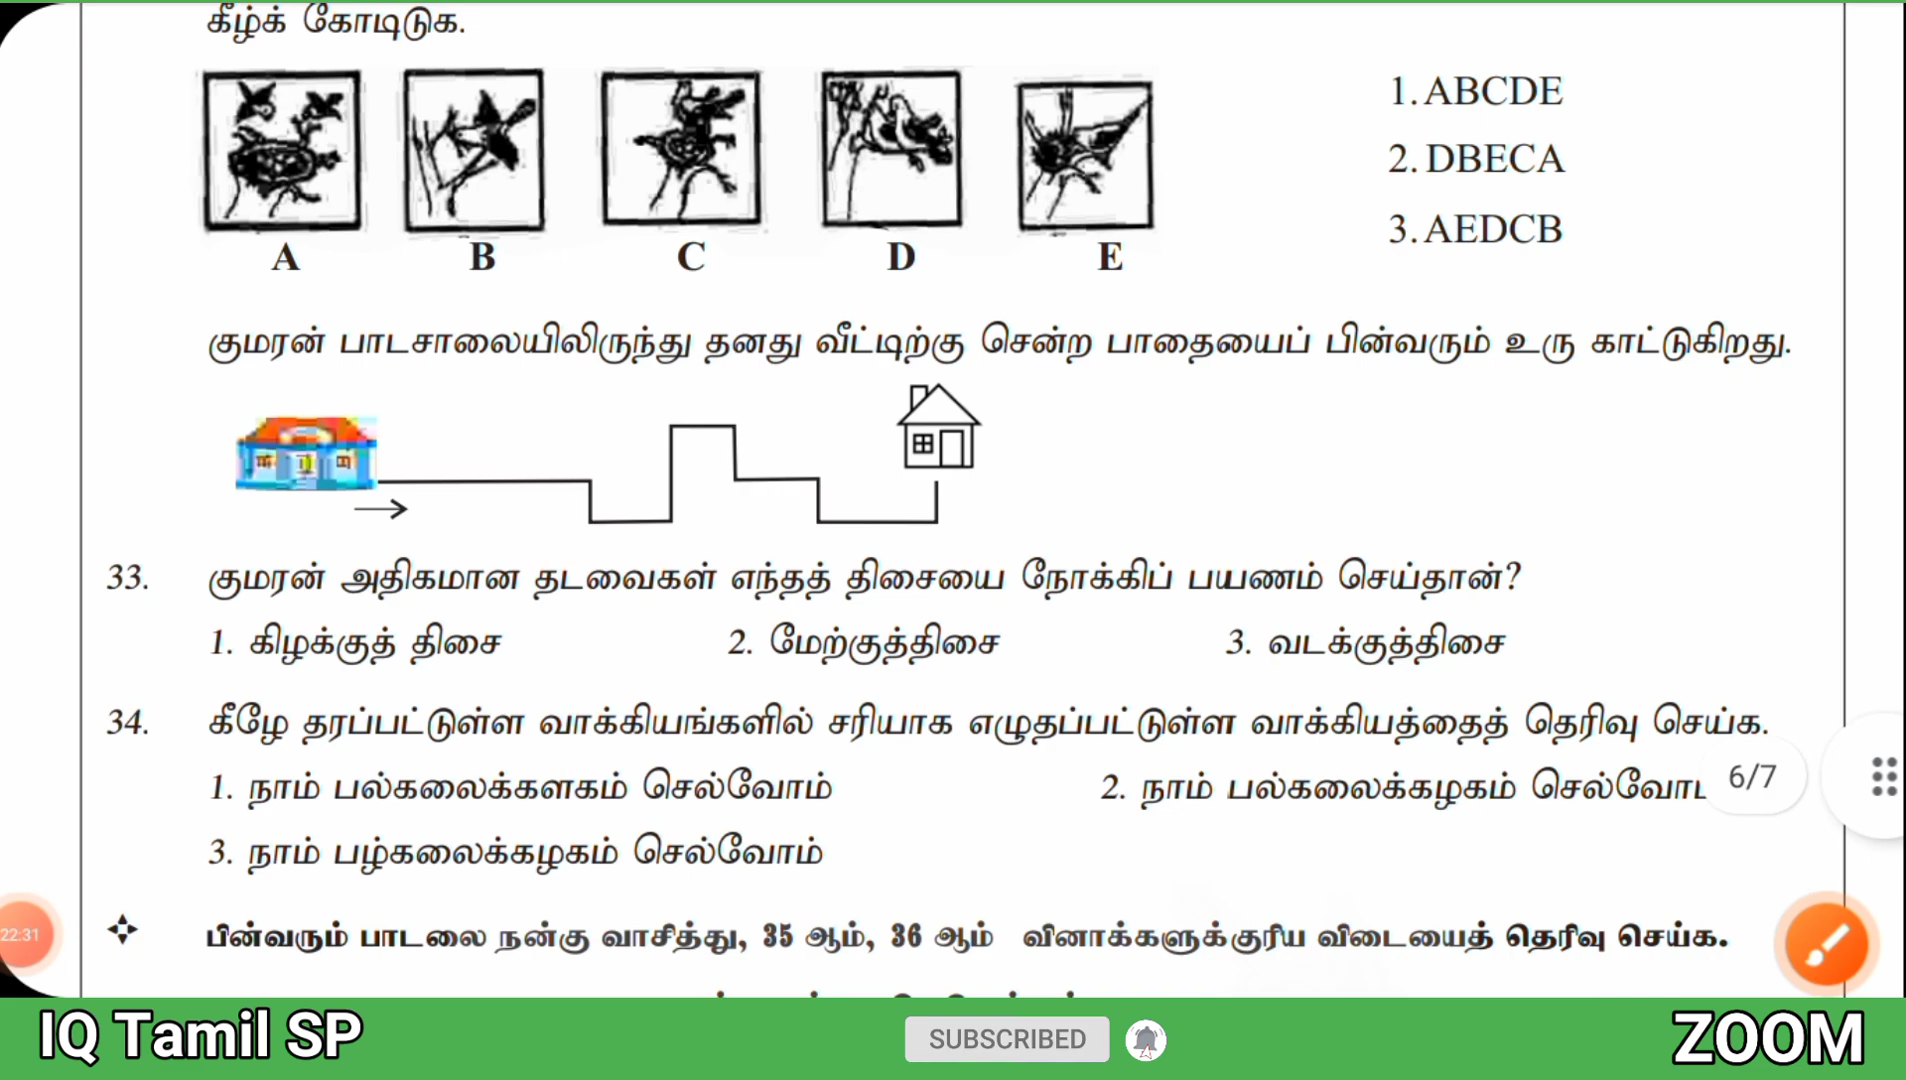 கீழ்க் கோடிடுக.
1. ABCDE
2. DBECA
3. AEDCB
A B C D E
குமரன் பாடசாலையிலிருந்து தனது வீட்டிற்கு சென்ற பாதையைப் பின்வரும் உரு காட்டுகிறது.
33. குமரன் அதிகமான தடவைகள் எந்தத் திசையை நோக்கிப் பயணம் செய்தான்?
1. கிழக்குத் திசை 2. மேற்குத்திசை 3. வடக்குத்திசை
34. கீழே தரப்பட்டுள்ள வாக்கியங்களில் சரியாக எழுதப்பட்டுள்ள வாக்கியத்தைத் தெரிவு செய்க.
1. நாம் பல்கலைக்களகம் செல்வோம் 2. நாம் பல்கலைக்கழகம்
6/7
3. நாம் பழ்கலைக்கழகம் செல்வோம்
22:31
பின்வரும் பாடலை நன்கு வாசித்து, 35 ஆம், 36 ஆம் வினாக்களுக்குரிய விடையைத் தெரிவு செய்க.
IQ Tamil SP
SUBSCRIBED
ZOOM